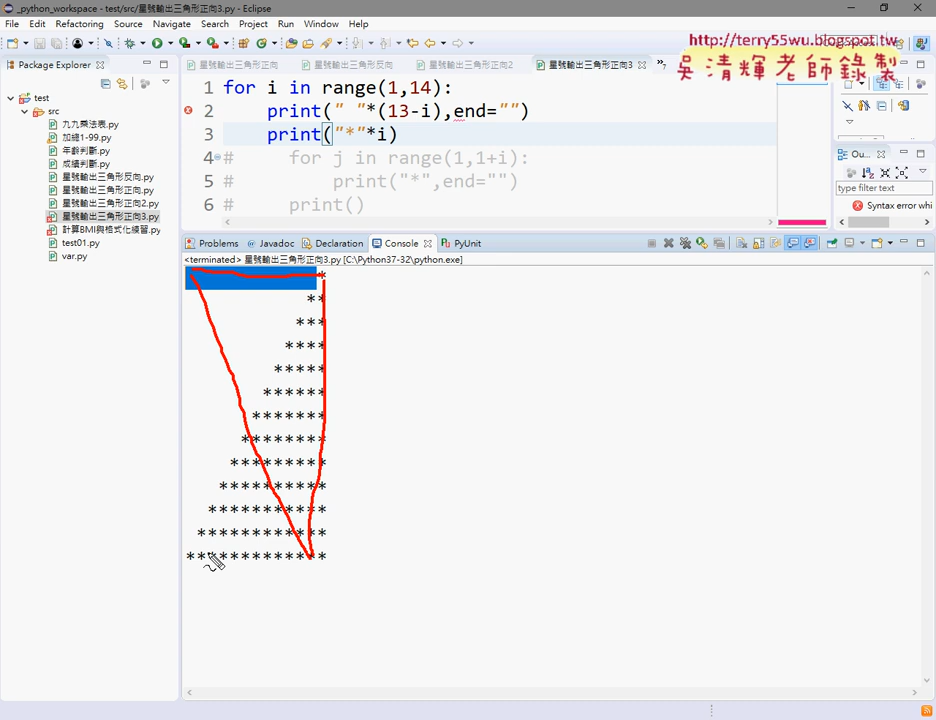 _python_workspace - test/src/星號輸出三角形正向3.py - Eclipse
File Edit Refactoring Source Navigate Search Project Run Window Help
http://terry55wu.blogspot.tw
吳清輝老師錄製
Package Explorer
星號輸出三角形正向
星號輸出三角形反向
星號輸出三角形正向2
星號輸出三角形正向3
»7
test
src
九九乘法表.py
加總1-99.py
年齡判斷.py
成績判斷.py
星號輸出三角形反向.py
星號輸出三角形正向.py
星號輸出三角形正向2.py
星號輸出三角形正向3.py
計算BMI與格式化練習.py
test01.py
var.py
1 for i in range(1,14):
2 print(" "*(13-i),end="")
3 print("*"*i)
4 # for j in range(1,1+i):
5 # print("*",end="")
6 # print()
Ou...
type filter text
Syntax error whi
Problems Javadoc Declaration Console PyUnit
<terminated> 星號輸出三角形正向3.py [C:\Python37-32\python.exe]
*
**
***
****
*****
******
*******
********
*********
**********
***********
************
*************